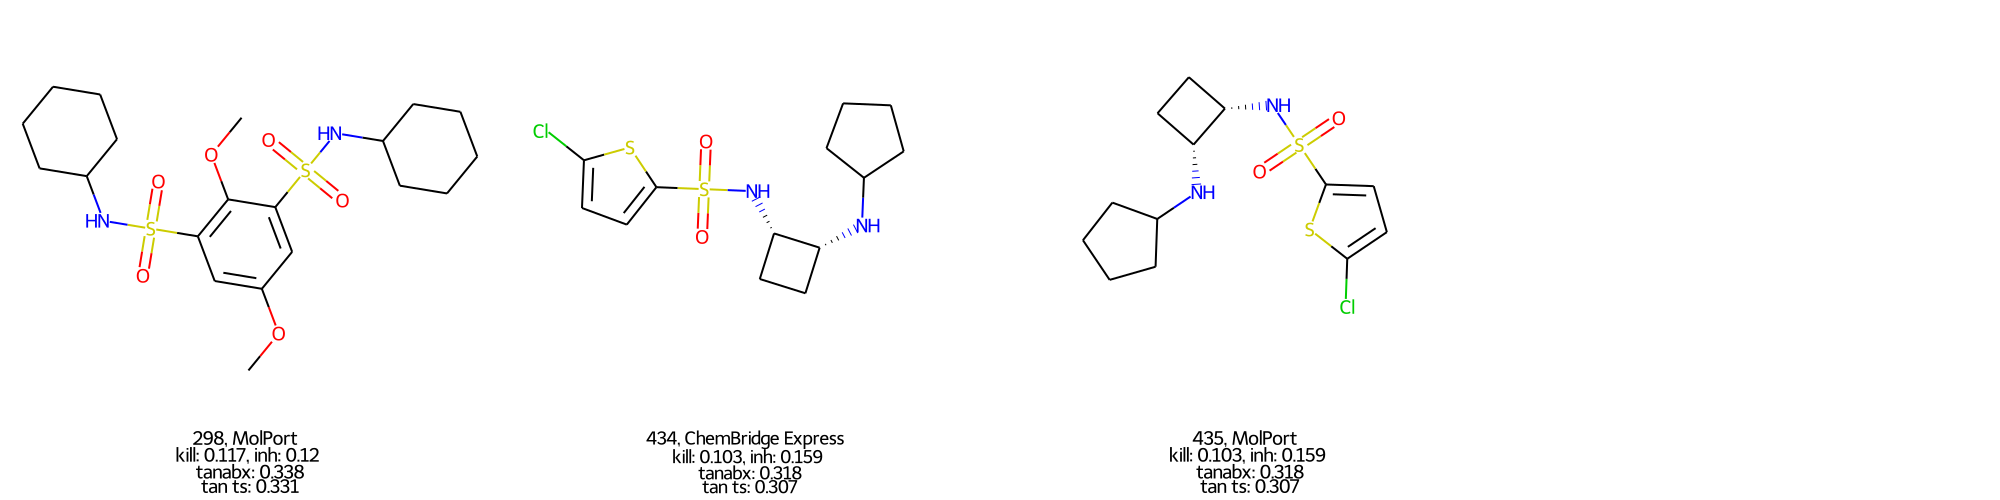 O
HN
O
S
O
HN
O
S
O
O
O
298, MolPort
kill: 0.117, inh: 0.12
tanabx: 0.338
tan ts: 0.331
Cl
S
O
S
NH
O
NH
434, ChemBridge Express
kill: 0.103, inh: 0.159
tanabx: 0.318
tan ts: 0.307
NH
O
S
O
NH
S
Cl
435, MolPort
kill: 0.103, inh: 0.159
tanabx: 0.318
tan ts: 0.307